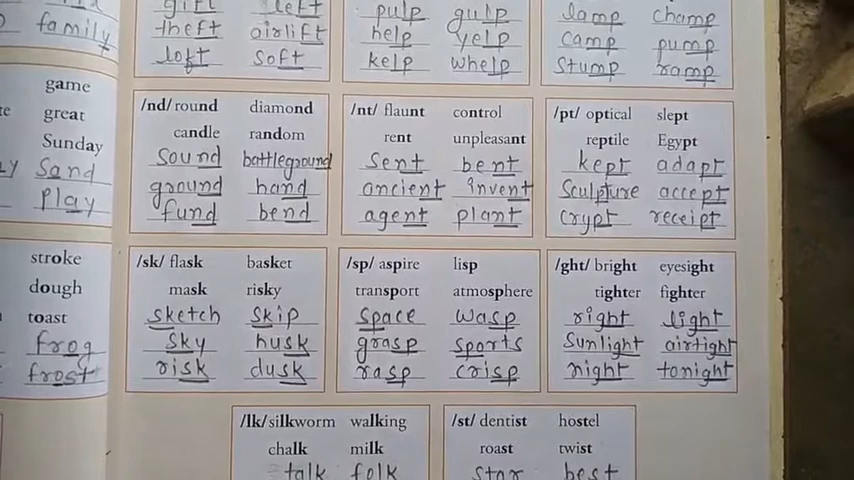 gift left
theft airlift
loft soft
pulp gulp
help yelp
kelp whelp
lamp champ
camp pump
stump ramp
family
game
great
Sunday
Sand
play
/nd/ round diamond
candle random
sound battleground
ground hand
fund bend
/nt/ flaunt control
rent unpleasant
sent bent
ancient invent
agent plant
/pt/ optical slept
reptile Egypt
kept adapt
Sculpture accept
crypt receipt
stroke
dough
toast
frog
frost
/sk/ flask basket
mask risky
sketch skip
sky husk
risk dusk
/sp/ aspire lisp
transport atmosphere
space wasp
grasp sports
rasp crisp
/ght/ bright eyesight
tighter fighter
right light
Sunlight airtight
night tonight
/lk/ silkworm walking
chalk milk
talk folk
/st/ dentist hostel
roast twist
star best